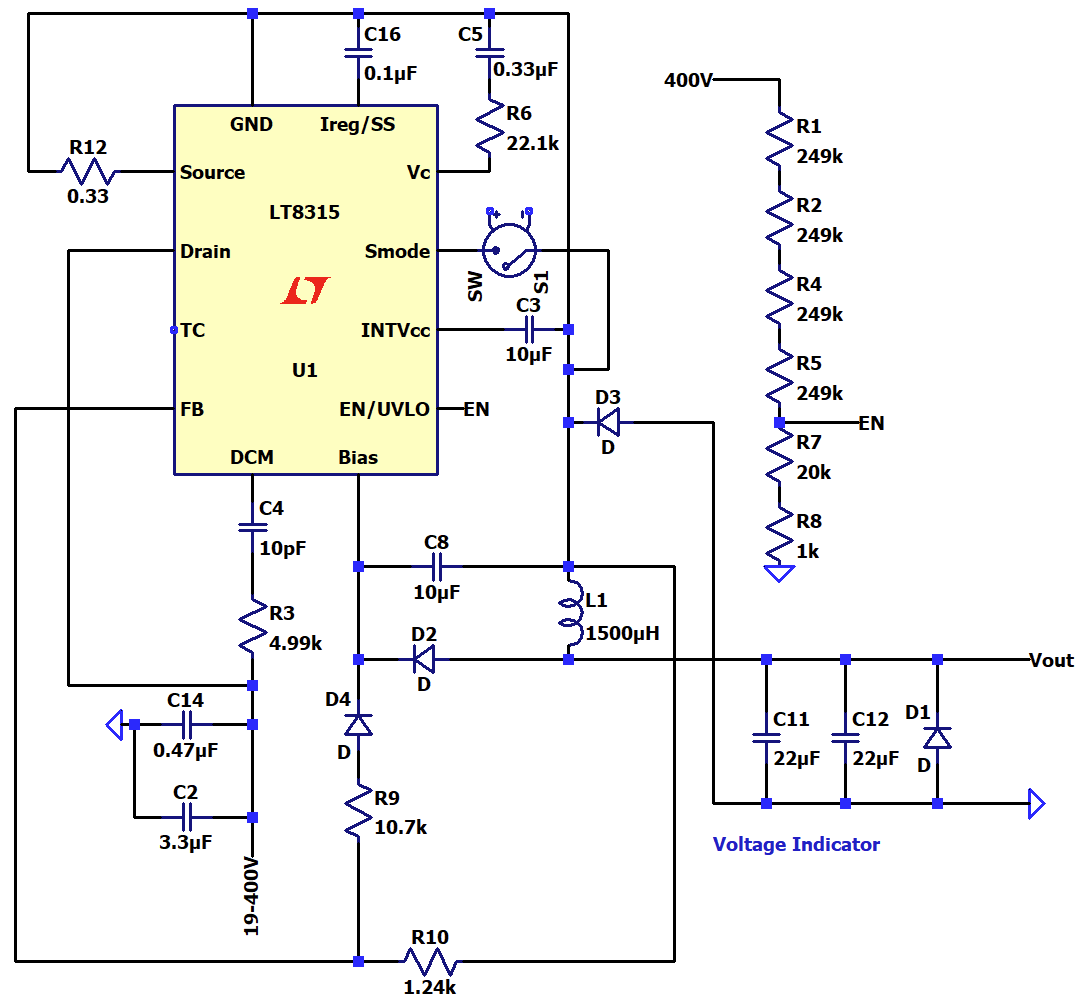 C16
0.1µF
C5
0.33µF
R6
22.1k
400V
R1
249k
R2
249k
R4
249k
R5
249k
EN
R7
20k
R8
1k
R12
0.33
GND
Ireg/SS
Source
Vc
LT8315
Drain
Smode
TC
INTVcc
U1
FB
EN/UVLO
EN
DCM
Bias
SW
S1
+
-
C3
10µF
D3
D
C4
10pF
R3
4.99k
C8
10µF
L1
1500µH
D2
D
C14
0.47µF
C2
3.3µF
19-400V
D4
D
R9
10.7k
R10
1.24k
Vout
C11
22µF
C12
22µF
D1
D
Voltage Indicator